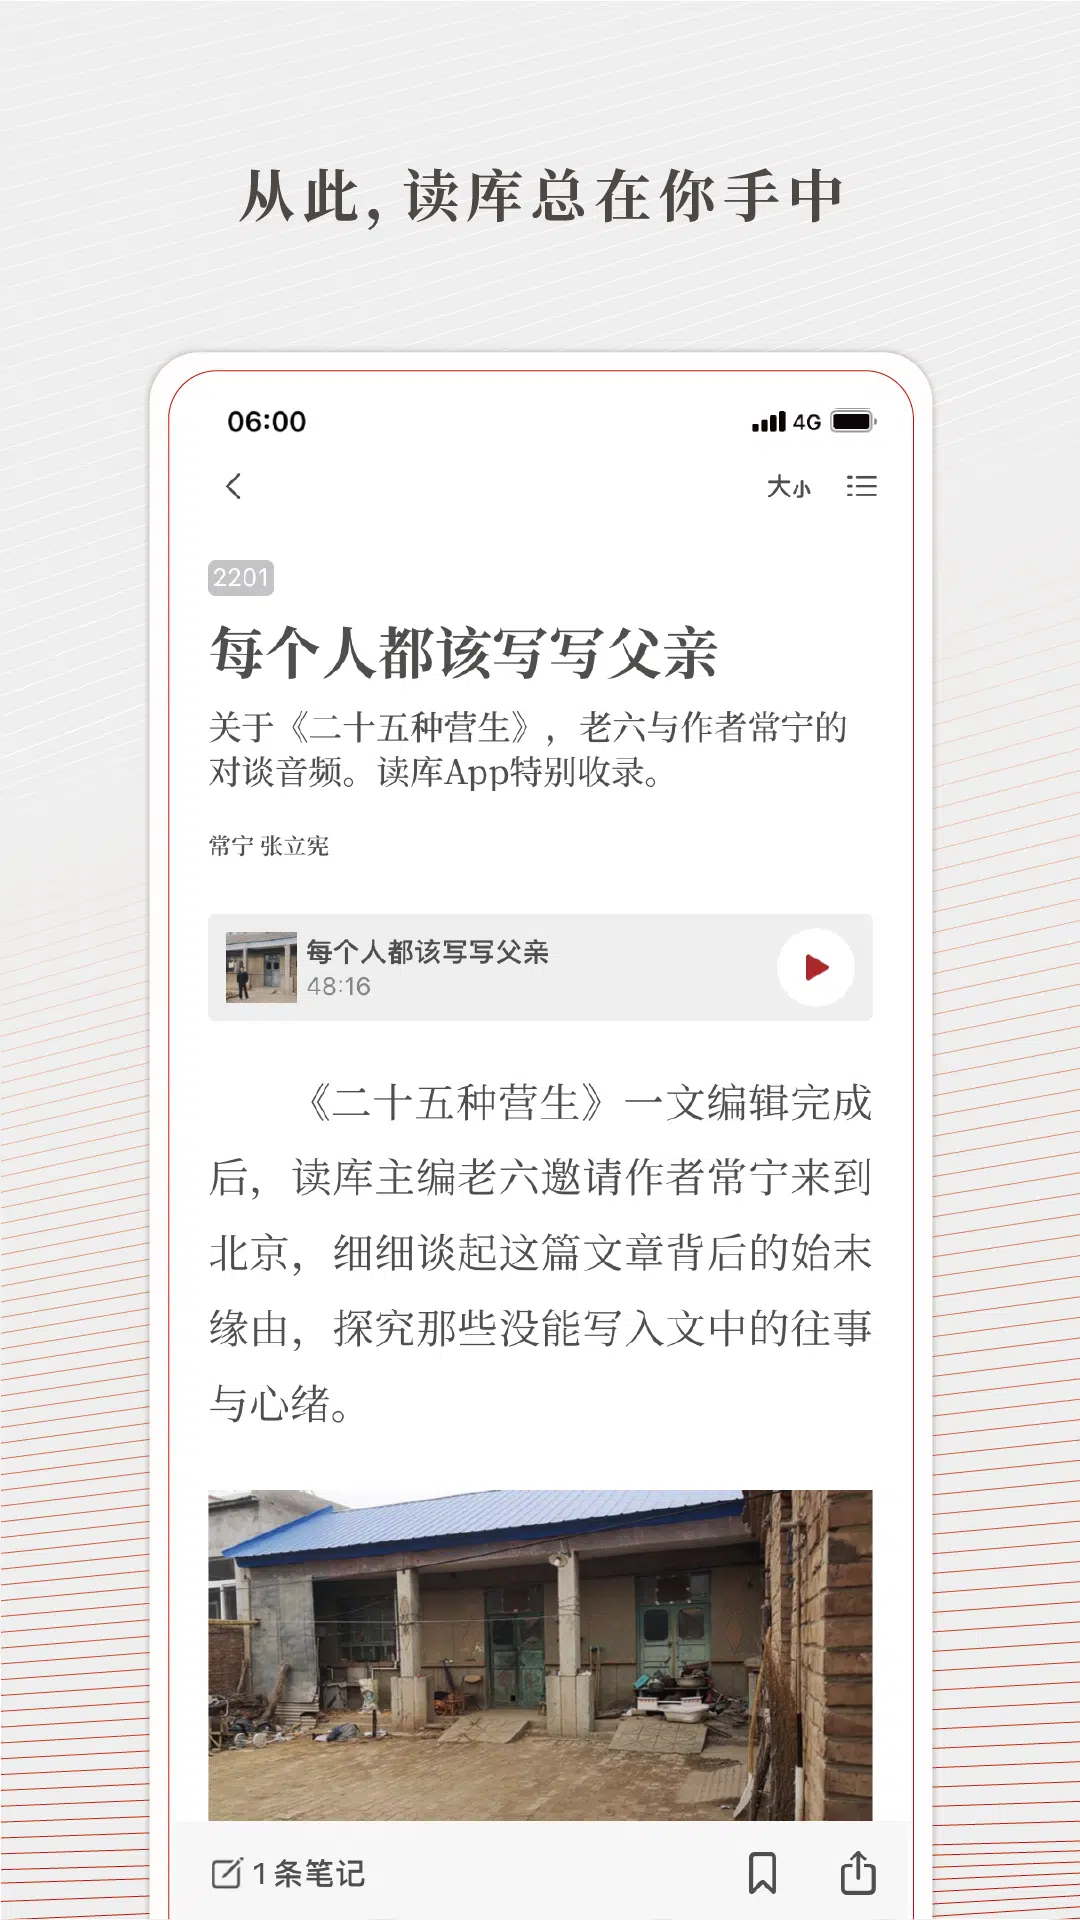 从此，读库总在你手中
06:00
4G
大小
2201
每个人都该写写父亲
关于《二十五种营生》，老六与作者常宁的
对谈音频。读库App特别收录。
常宁 张立宪
每个人都该写写父亲
48:16
《二十五种营生》一文编辑完成
后，读库主编老六邀请作者常宁来到
北京，细细谈起这篇文章背后的始末
缘由，探究那些没能写入文中的往事
与心绪。
1 条笔记